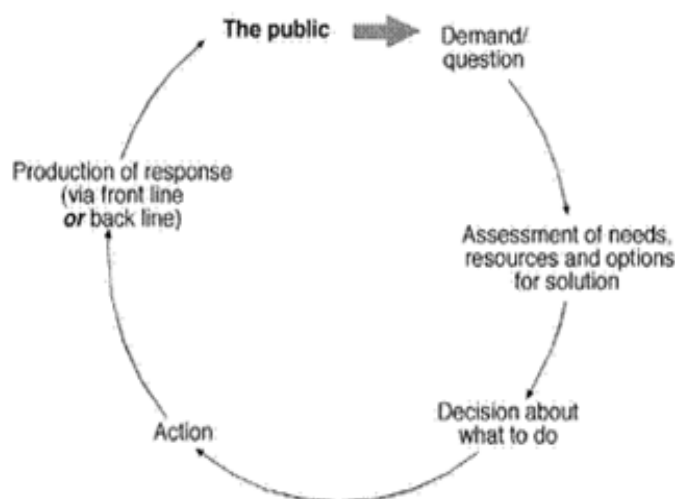 The public
Demand/
question
Assessment of needs,
resources and options
for solution
Decision about
what to do
Action
Production of response
(via front line
or back line)